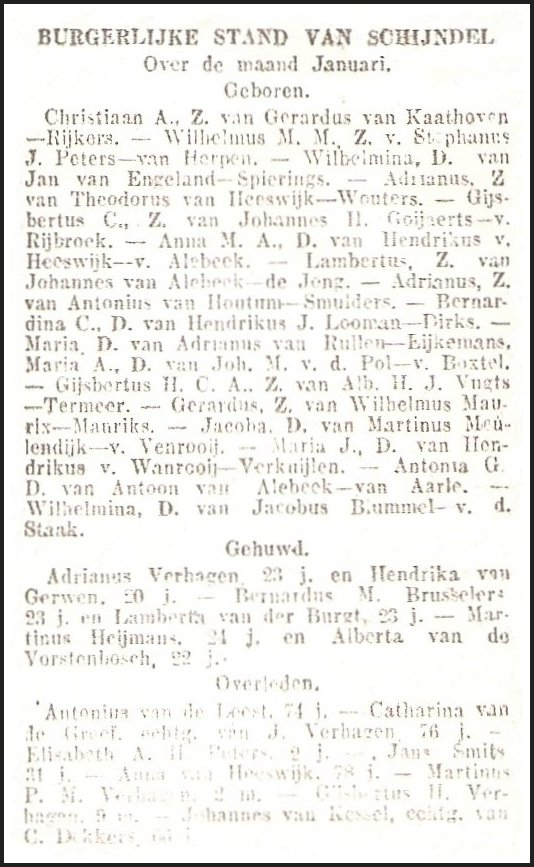 BURGERLIJKE STAND VAN SCHIJNDEL
Over de maand Januari.
Geboren.
Christiaan A., Z. van Gerardus van Kaathoven
—Rijkers. — Wilhelmus M. M., Z. v. Stephanus
J. Peters—van Herpen. — Wilhelmina, D. van
Jan van Engeland—Spierings. — Adrianus, Z
van Theodorus van Heeswijk—Wouters. — Gijs-
bertus C., Z. van Johannes H. Goijaerts—v.
Rijbroek. — Anna M. A., D. van Hendrikus v.
Heeswijk—v. Alebeek. — Lambertus, Z. van
Johannes van Alebeek—de Jong. — Adrianus, Z.
van Antonius van Houtum—Smulders. — Bernar-
dina C., D. van Hendrikus J. Looman—Dirks. —
Maria, D. van Adrianus van Rullen—Eijkemans,
Maria A., D. van Joh. M. v. d. Pol—v. Boxtel.
— Gijsbertus H. C. A., Z. van Alb. H. J. Vugts
—Termeer. — Gerardus, Z. van Wilhelmus Mau-
rix—Mauriks. — Jacoba, D. van Martinus Meu-
lendijk—v. Venrooij. — Maria J., D. van Hen-
drikus v. Wanrooij—Verkuijlen. — Antonia G.
D. van Antoon van Alebeek—van Aarle. —
Wilhelmina, D. van Jacobus Blummel—v. d.
Staak.
Gehuwd.
Adrianus Verhagen, 23 j. en Hendrika van
Gerwen, 20 j. — Bernardus M. Brusselers
23 j. en Lamberta van der Burgt, 23 j. — Mar-
tinus Heijmans, 24 j. en Alberta van de
Vorstenbosch, 22 j.
Overleden.
Antonius van de Leest, 74 j. — Catharina van
de Greef, echtg. van J. Verhagen 76 j. —
Elisabeth A. H. Peters, 2 j. — Jana Smits
31 j. — Anna van Heeswijk, 78 j. — Martinus
P. M. Verhagen, 2 m. — Gijsbertus H. Ver-
hagen, 9 m. — Johannes van Kessel, echtg. van
C. Dekkers,